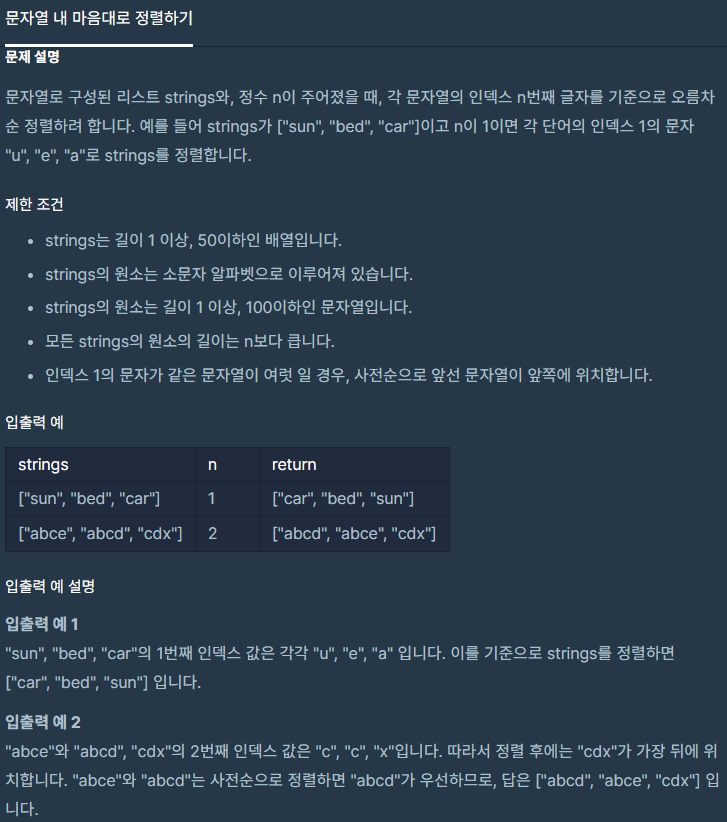 문자열 내 마음대로 정렬하기
문제 설명
문자열로 구성된 리스트 strings와, 정수 n이 주어졌을 때, 각 문자열의 인덱스 n번째 글자를 기준으로 오름차
순 정렬하려 합니다. 예를 들어 strings가 ["sun", "bed", "car"]이고 n이 1이면 각 단어의 인덱스 1의 문자
"u", "e", "a"로 strings를 정렬합니다.
제한 조건
• strings는 길이 1 이상, 50이하인 배열입니다.
• strings의 원소는 소문자 알파벳으로 이루어져 있습니다.
• strings의 원소는 길이 1 이상, 100이하인 문자열입니다.
• 모든 strings의 원소의 길이는 n보다 큽니다.
• 인덱스 1의 문자가 같은 문자열이 여럿 일 경우, 사전순으로 앞선 문자열이 앞쪽에 위치합니다.
입출력 예
strings n return
["sun", "bed", "car"] 1 ["car", "bed", "sun"]
["abce", "abcd", "cdx"] 2 ["abcd", "abce", "cdx"]
입출력 예 설명
입출력 예 1
"sun", "bed", "car"의 1번째 인덱스 값은 각각 "u", "e", "a" 입니다. 이를 기준으로 strings를 정렬하면
["car", "bed", "sun"] 입니다.
입출력 예 2
"abce"와 "abcd", "cdx"의 2번째 인덱스 값은 "c", "c", "x"입니다. 따라서 정렬 후에는 "cdx"가 가장 뒤에 위
치합니다. "abce"와 "abcd"는 사전순으로 정렬하면 "abcd"가 우선하므로, 답은 ["abcd", "abce", "cdx"] 입
니다.